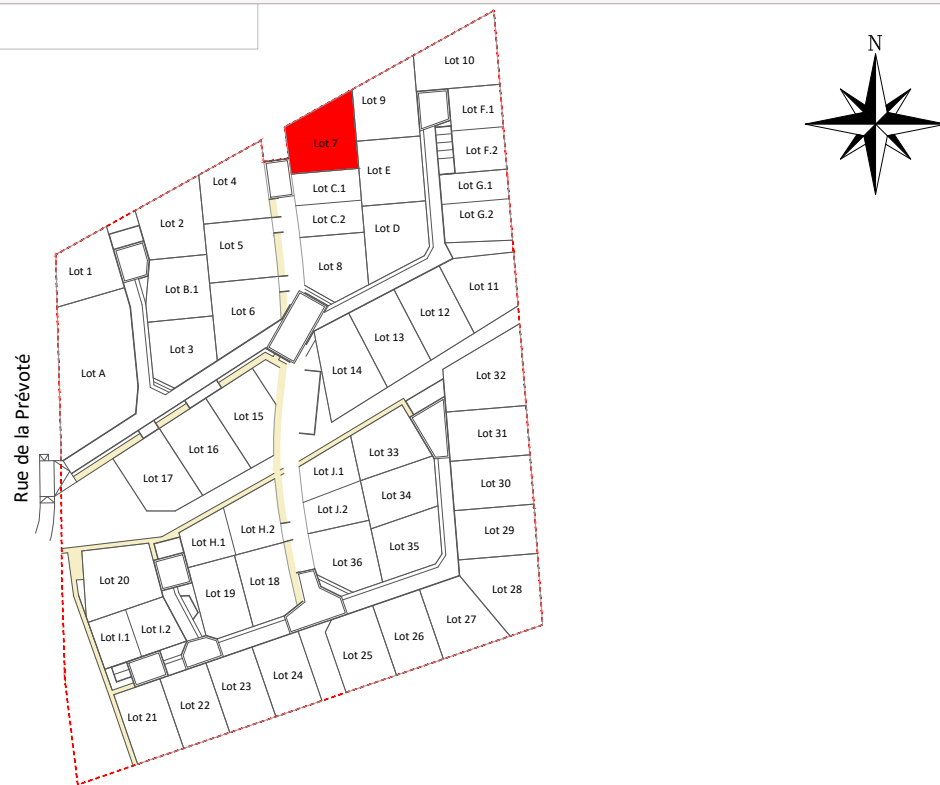 N
Lot 10
Lot 9
Lot F.1
Lot 7
Lot F.2
Lot E
Lot 4
Lot C.1
Lot G.1
Lot 2
Lot C.2
Lot G.2
Lot D
Lot 5
Lot 1
Lot 8
Lot B.1
Lot 11
Lot 6
Lot 12
Lot 3
Lot 13
Lot A
Lot 14
Lot 32
Rue de la Prévoté
Lot 15
Lot 31
Lot 16
Lot 33
Lot 17
Lot J.1
Lot 30
Lot 34
Lot J.2
Lot H.2
Lot 29
Lot H.1
Lot 35
Lot 36
Lot 20
Lot 18
Lot 28
Lot 19
Lot 27
Lot I.2
Lot I.1
Lot 26
Lot 25
Lot 24
Lot 23
Lot 22
Lot 21